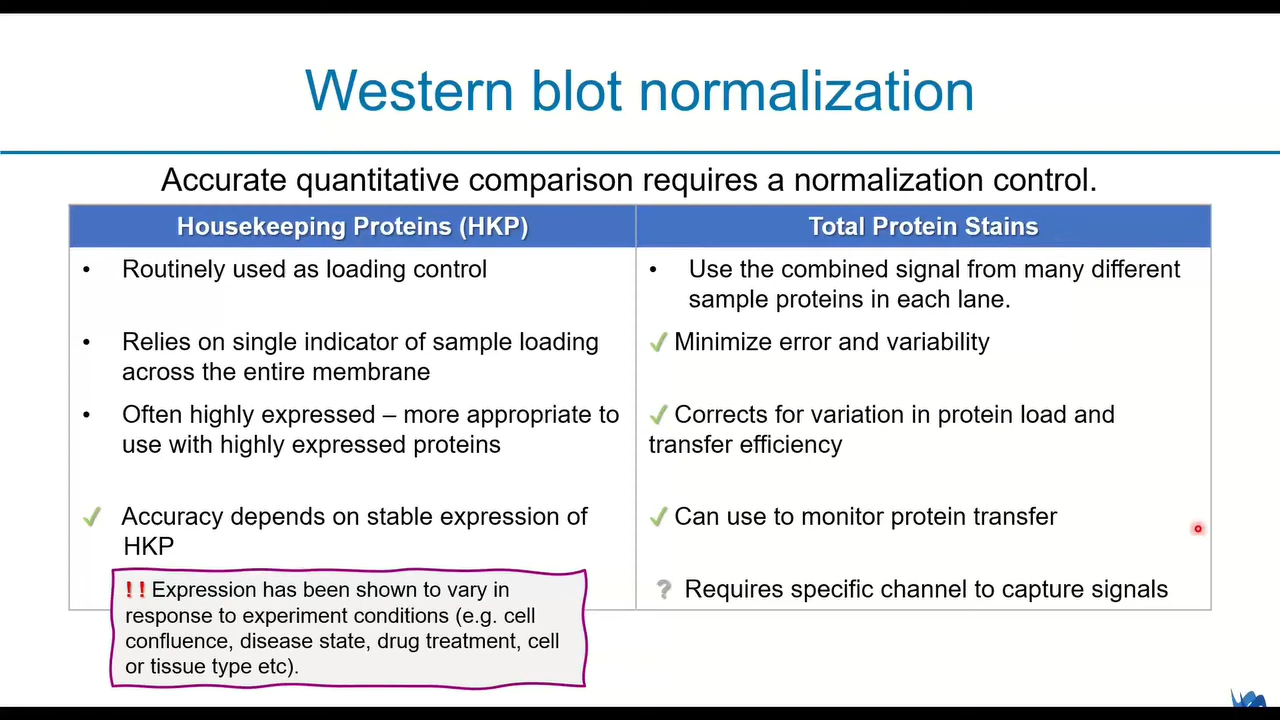 Western blot normalization
Accurate quantitative comparison requires a normalization control.
Housekeeping Proteins (HKP)
• Routinely used as loading control
• Relies on single indicator of sample loading
across the entire membrane
• Often highly expressed – more appropriate to
use with highly expressed proteins
✓ Accuracy depends on stable expression of
HKP
!! Expression has been shown to vary in
response to experiment conditions (e.g. cell
confluence, disease state, drug treatment, cell
or tissue type etc).
Total Protein Stains
• Use the combined signal from many different
sample proteins in each lane.
✓ Minimize error and variability
✓ Corrects for variation in protein load and
transfer efficiency
✓ Can use to monitor protein transfer
? Requires specific channel to capture signals